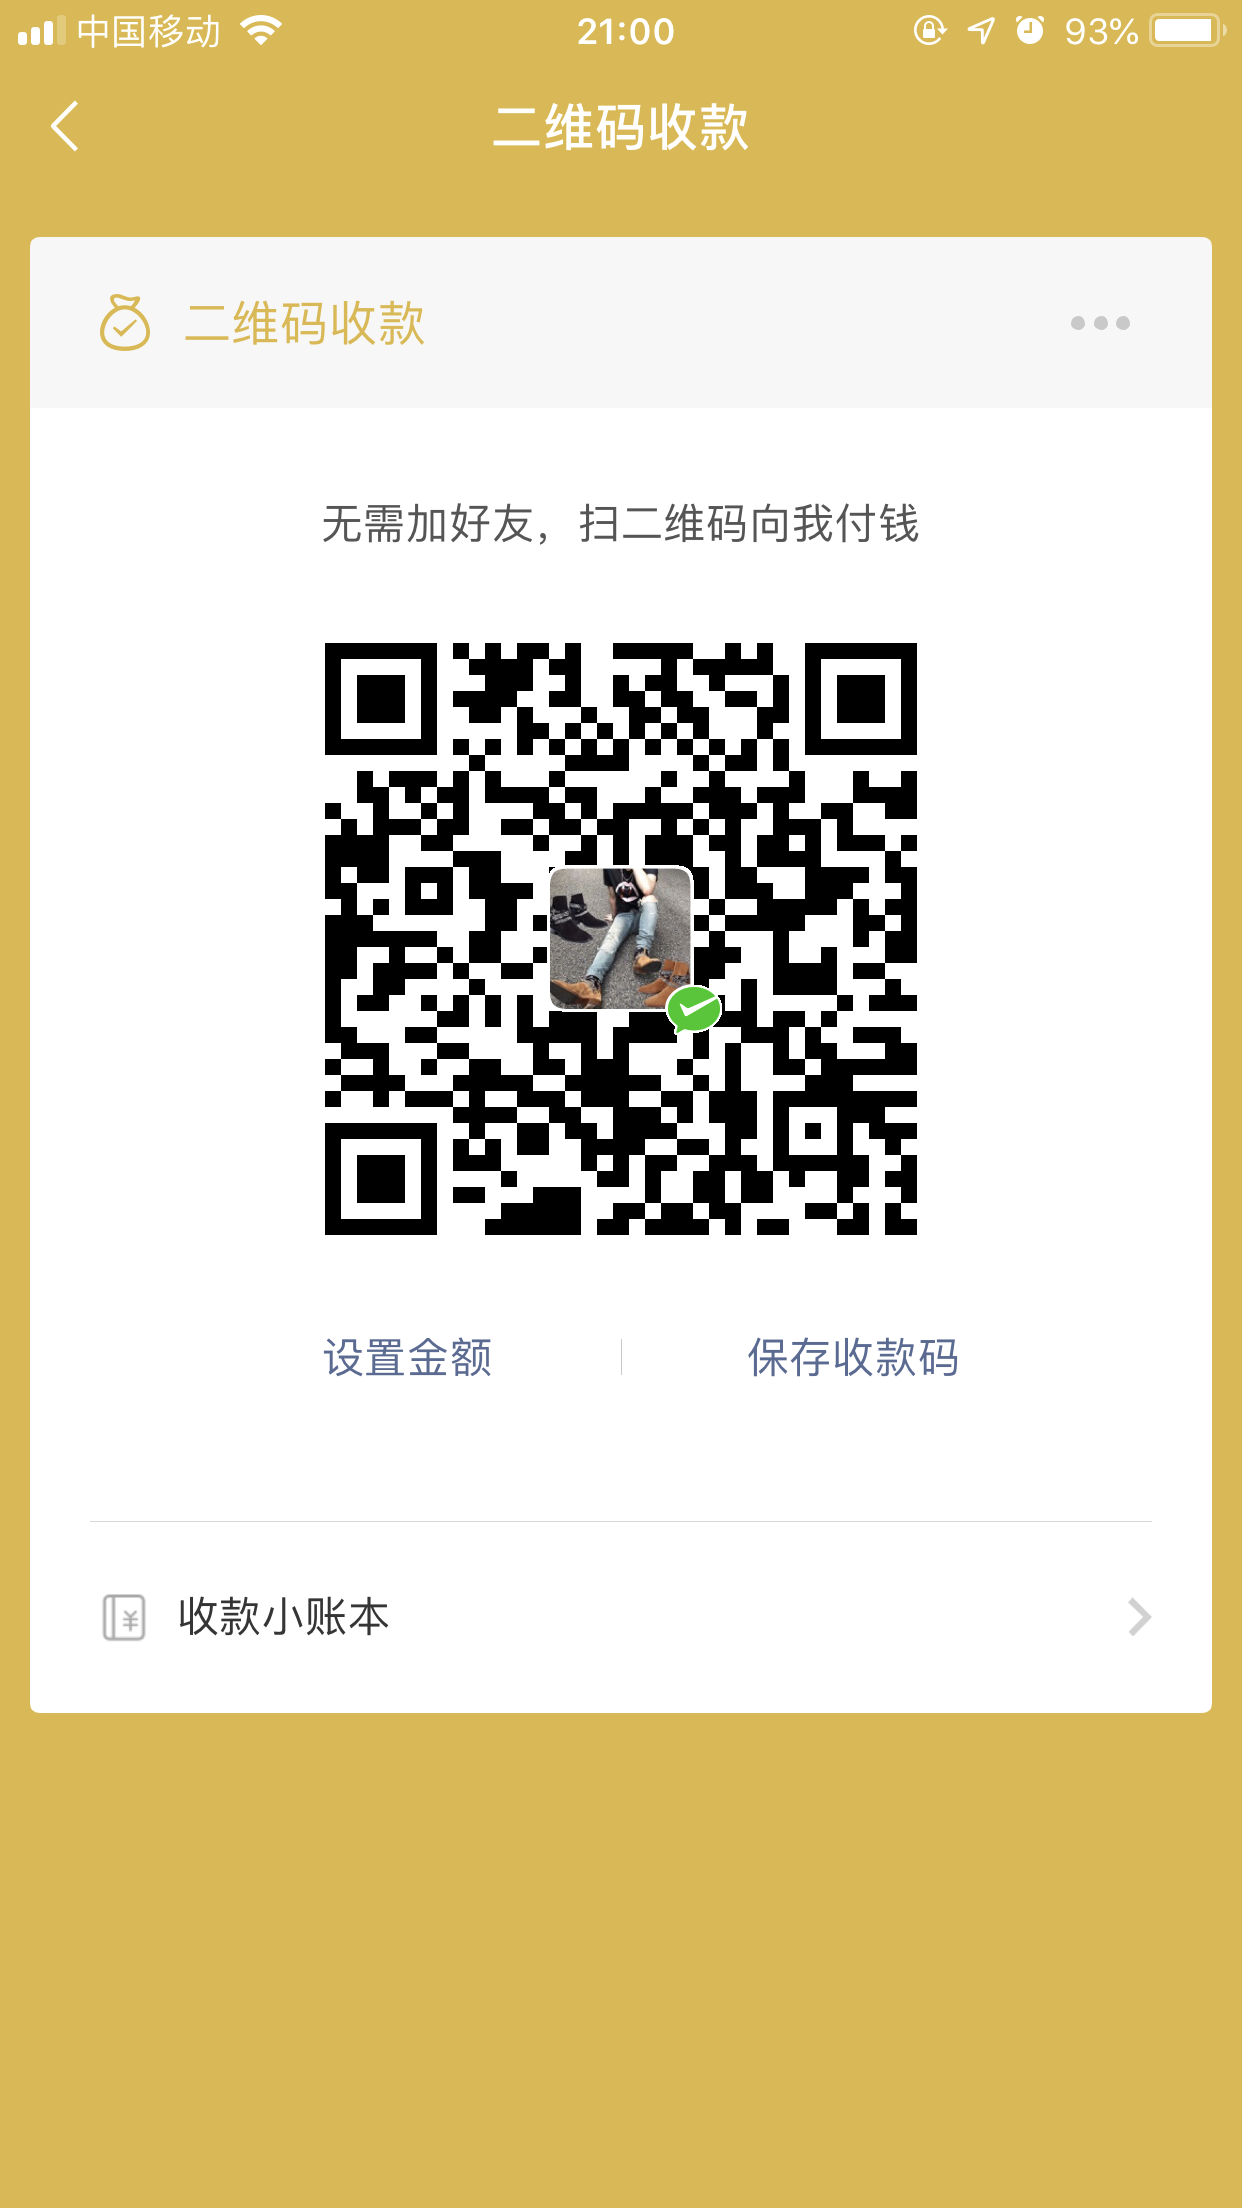 中国移动 21:00 93%
二维码收款
二维码收款
无需加好友，扫二维码向我付钱
设置金额 保存收款码
收款小账本